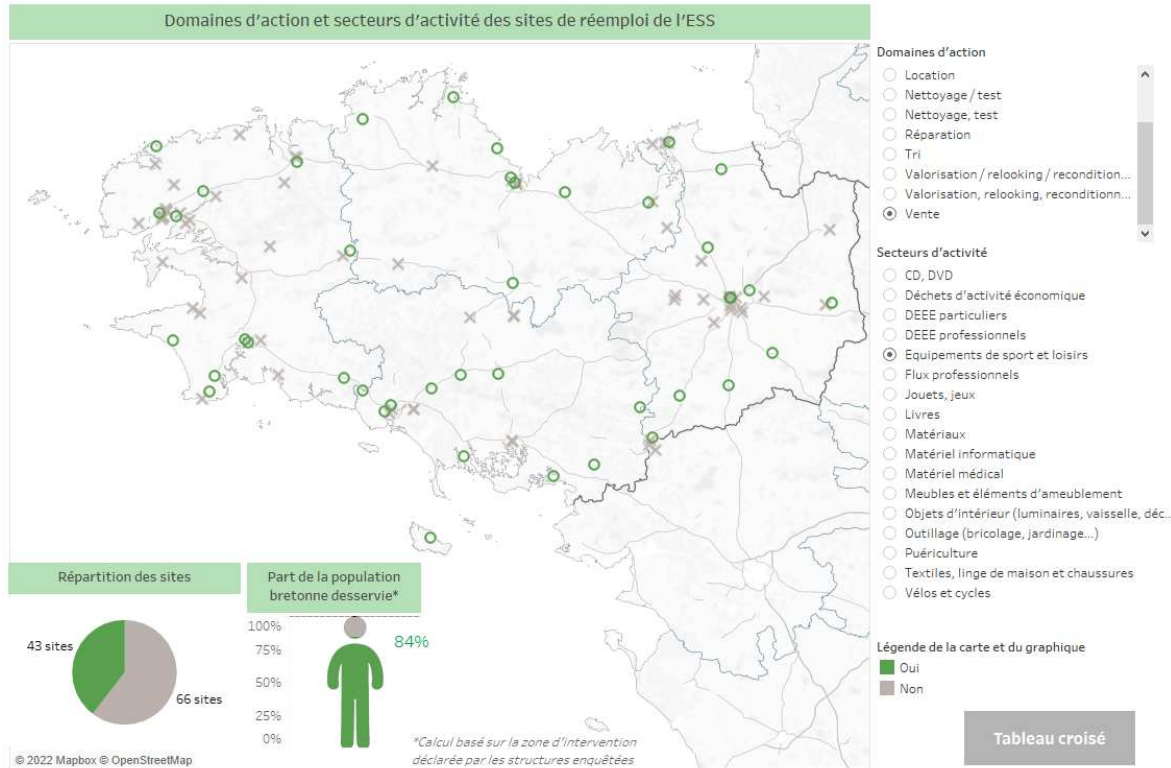 Domaines d'action et secteurs d'activité des sites de réemploi de l'ESS
Domaines d'action
Location
Nettoyage / test
Nettoyage, test
Réparation
Tri
Valorisation / relooking / recondition...
Valorisation, relooking, reconditionn...
Vente
Secteurs d'activité
CD, DVD
Déchets d'activité économique
DEEE particuliers
DEEE professionnels
Equipements de sport et loisirs
Flux professionnels
Jouets, jeux
Livres
Matériaux
Matériel informatique
Matériel médical
Meubles et éléments d'ameublement
Objets d'intérieur (luminaires, vaisselle, déc...
Outillage (bricolage, jardinage...)
Puériculture
Textiles, linge de maison et chaussures
Vélos et cycles
Légende de la carte et du graphique
Oui
Non
Tableau croisé
Répartition des sites
43 sites
66 sites
Part de la population
bretonne desservie*
100%
75%
50%
25%
0%
84%
*Calcul basé sur la zone d'intervention
déclarée par les structures enquêtées
© 2022 Mapbox © OpenStreetMap